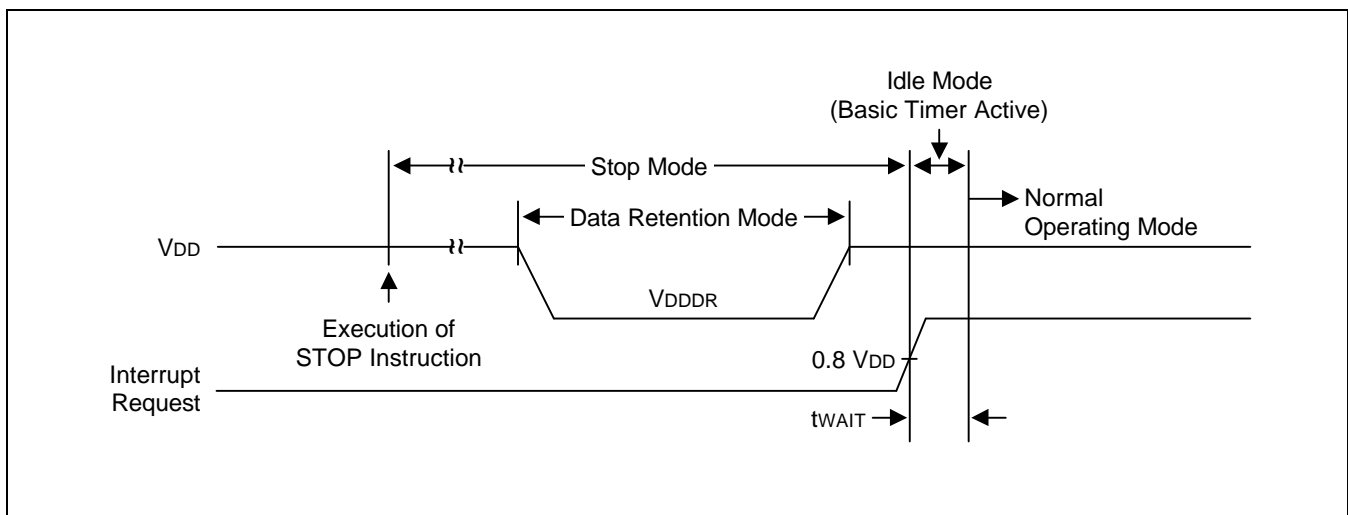 Idle Mode
(Basic Timer Active)
Stop Mode
Data Retention Mode
Normal
Operating Mode
VDD
VDDDR
Execution of
STOP Instruction
0.8 VDD
Interrupt
Request
tWAIT